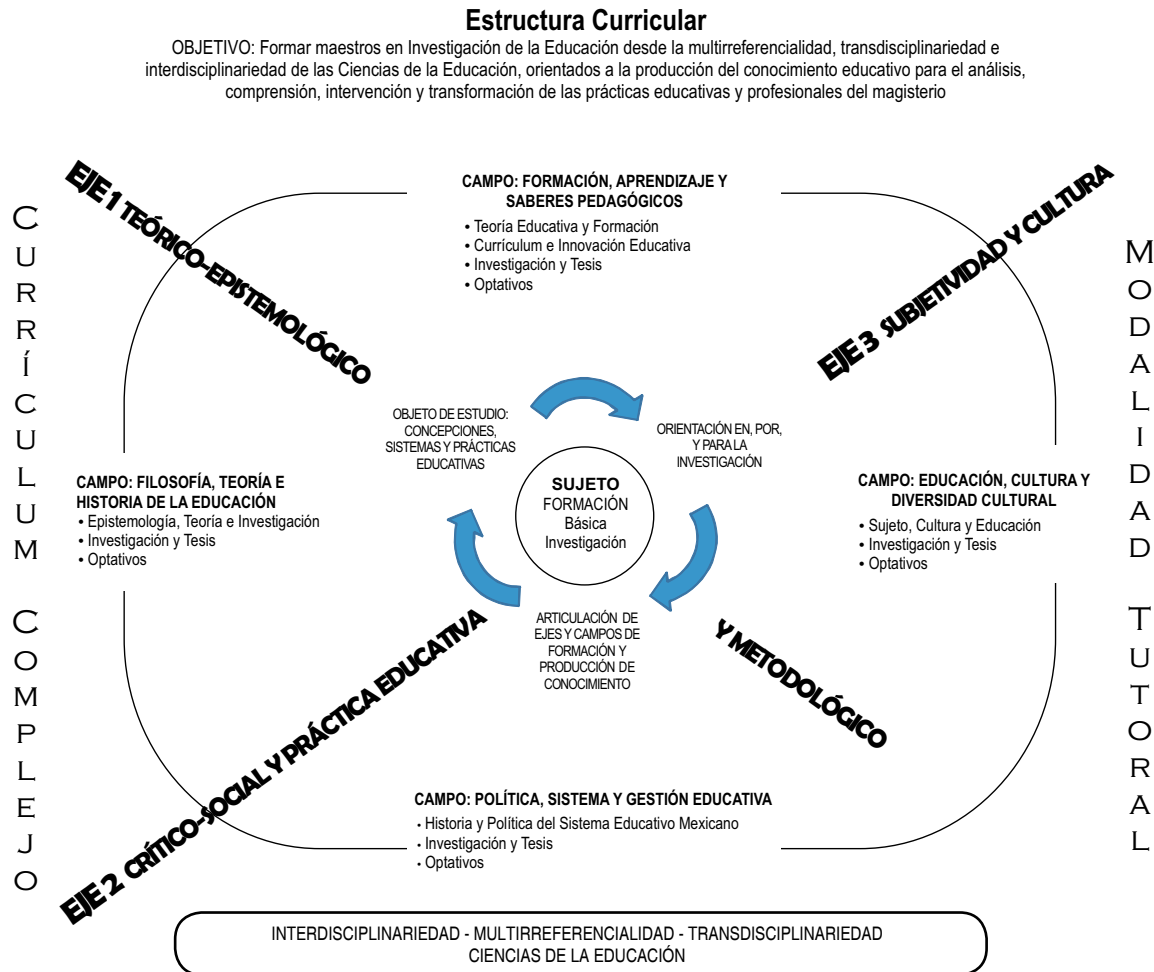 Estructura Curricular
OBJETIVO: Formar maestros en Investigación de la Educación desde la multirreferencialidad, transdisciplinariedad e
interdisciplinariedad de las Ciencias de la Educación, orientados a la producción del conocimiento educativo para el análisis,
comprensión, intervención y transformación de las prácticas educativas y profesionales del magisterio
CURRÍCULUM COMPLEJO
EJE 1 TEÓRICO-EPISTEMOLÓGICO
CAMPO: FORMACIÓN, APRENDIZAJE Y
SABERES PEDAGÓGICOS
• Teoría Educativa y Formación
• Currículum e Innovación Educativa
• Investigación y Tesis
• Optativos
EJE 3 SUBJETIVIDAD Y CULTURA
MODALIDAD TUTORAL
OBJETO DE ESTUDIO:
CONCEPCIONES,
SISTEMAS Y PRÁCTICAS
EDUCATIVAS
ORIENTACIÓN EN, POR,
Y PARA LA
INVESTIGACIÓN
CAMPO: FILOSOFÍA, TEORÍA E
HISTORIA DE LA EDUCACIÓN
• Epistemología, Teoría e Investigación
• Investigación y Tesis
• Optativos
SUJETO
FORMACIÓN
Básica
Investigación
CAMPO: EDUCACIÓN, CULTURA Y
DIVERSIDAD CULTURAL
• Sujeto, Cultura y Educación
• Investigación y Tesis
• Optativos
ARTICULACIÓN DE
EJES Y CAMPOS DE
FORMACIÓN Y
PRODUCCIÓN DE
CONOCIMIENTO
EJE 2 CRÍTICO-SOCIAL Y PRÁCTICA EDUCATIVA
Y METODOLÓGICO
CAMPO: POLÍTICA, SISTEMA Y GESTIÓN EDUCATIVA
• Historia y Política del Sistema Educativo Mexicano
• Investigación y Tesis
• Optativos
INTERDISCIPLINARIEDAD - MULTIRREFERENCIALIDAD - TRANSDISCIPLINARIEDAD
CIENCIAS DE LA EDUCACIÓN